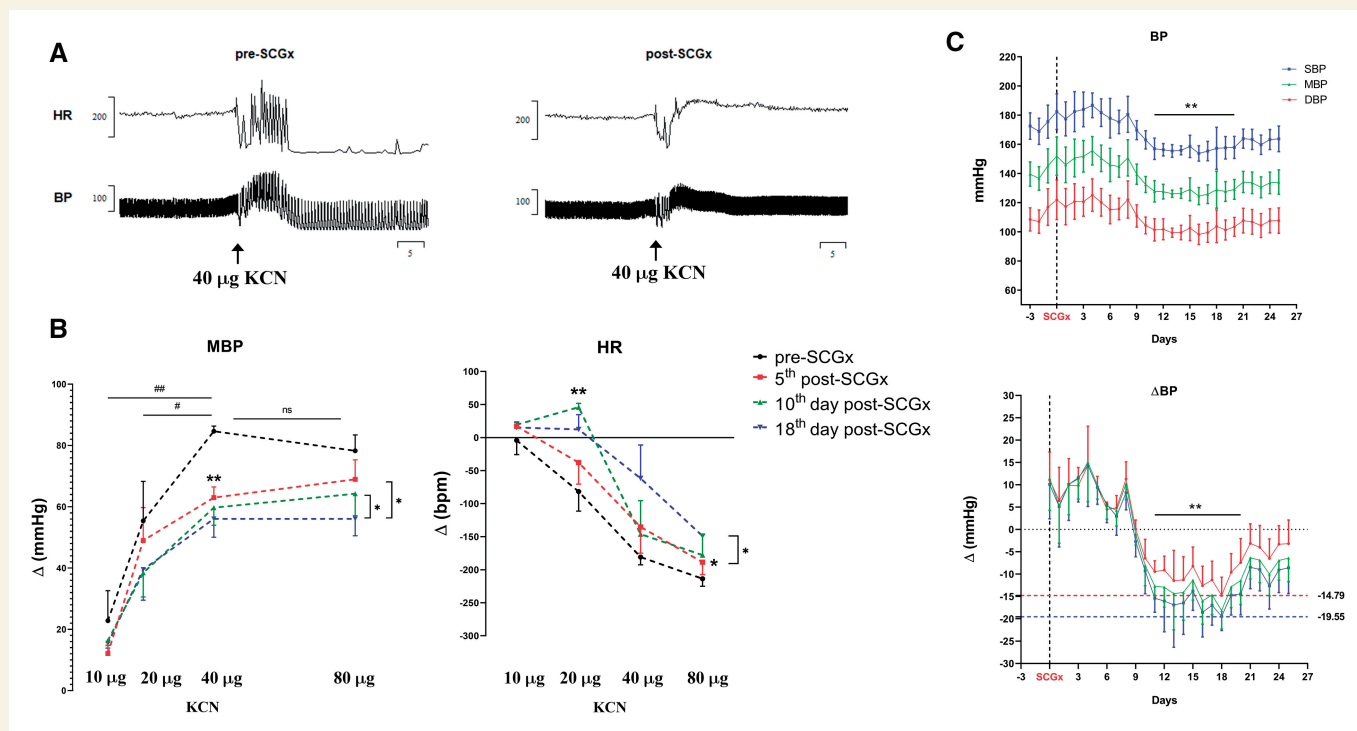 A
pre-SCGx
post-SCGx
HR
200
200
BP
100
100
5
5
40 µg KCN
40 µg KCN
B
MBP
Δ (mmHg)
100
80
60
40
20
0
##
#
ns
**
*
*
10 µg
20 µg
40 µg
80 µg
KCN
HR
Δ (bpm)
100
50
0
-50
-100
-150
-200
-250
-300
**
*
*
10 µg
20 µg
40 µg
80 µg
KCN
pre-SCGx
5th post-SCGx
10th day post-SCGx
18th day post-SCGx
C
BP
mmHg
220
200
180
160
140
120
100
80
60
**
SBP
MBP
DBP
-3 SCGx 3 6 9 12 15 18 21 24 27
Days
ΔBP
Δ (mmHg)
30
25
20
15
10
5
0
-5
-10
-15
-20
-25
-30
**
-14.79
-19.55
-3 SCGx 3 6 9 12 15 18 21 24 27
Days